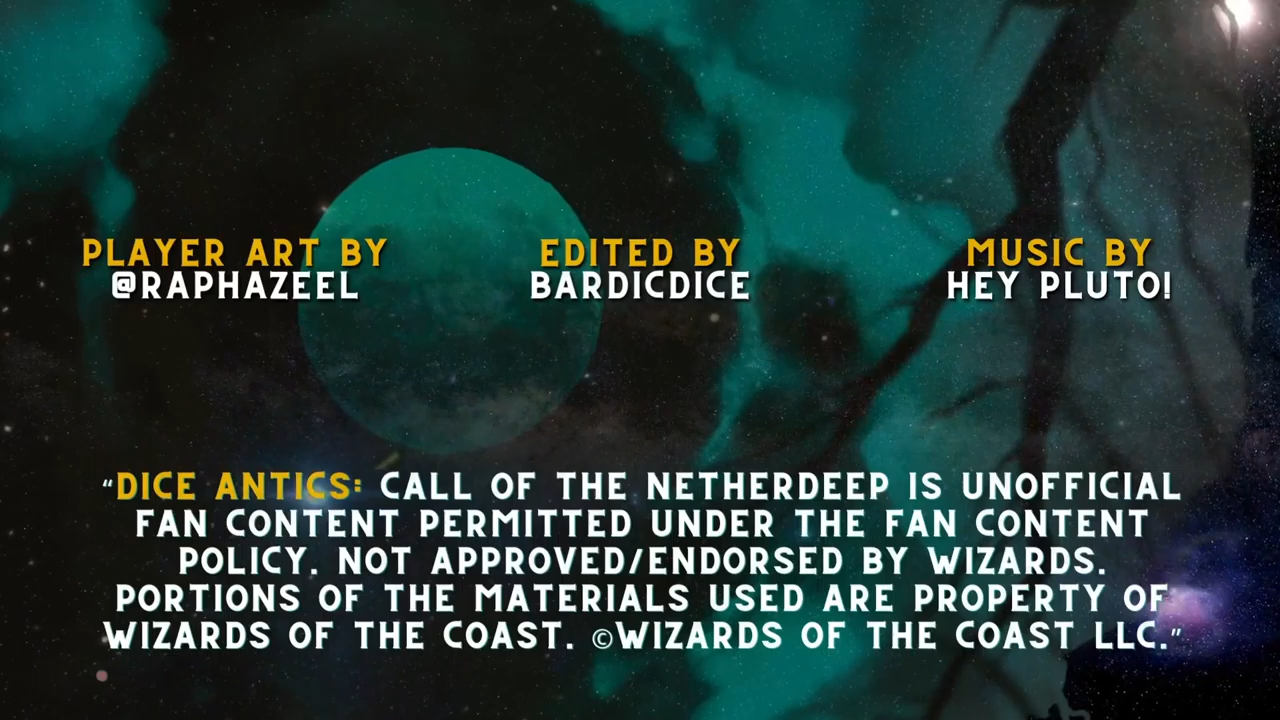 PLAYER ART BY
@RAPHAZEEL
EDITED BY
BARDICDICE
MUSIC BY
HEY PLUTO!
“DICE ANTICS: CALL OF THE NETHERDEEP IS UNOFFICIAL
FAN CONTENT PERMITTED UNDER THE FAN CONTENT
POLICY. NOT APPROVED/ENDORSED BY WIZARDS.
PORTIONS OF THE MATERIALS USED ARE PROPERTY OF
WIZARDS OF THE COAST. ©WIZARDS OF THE COAST LLC.”